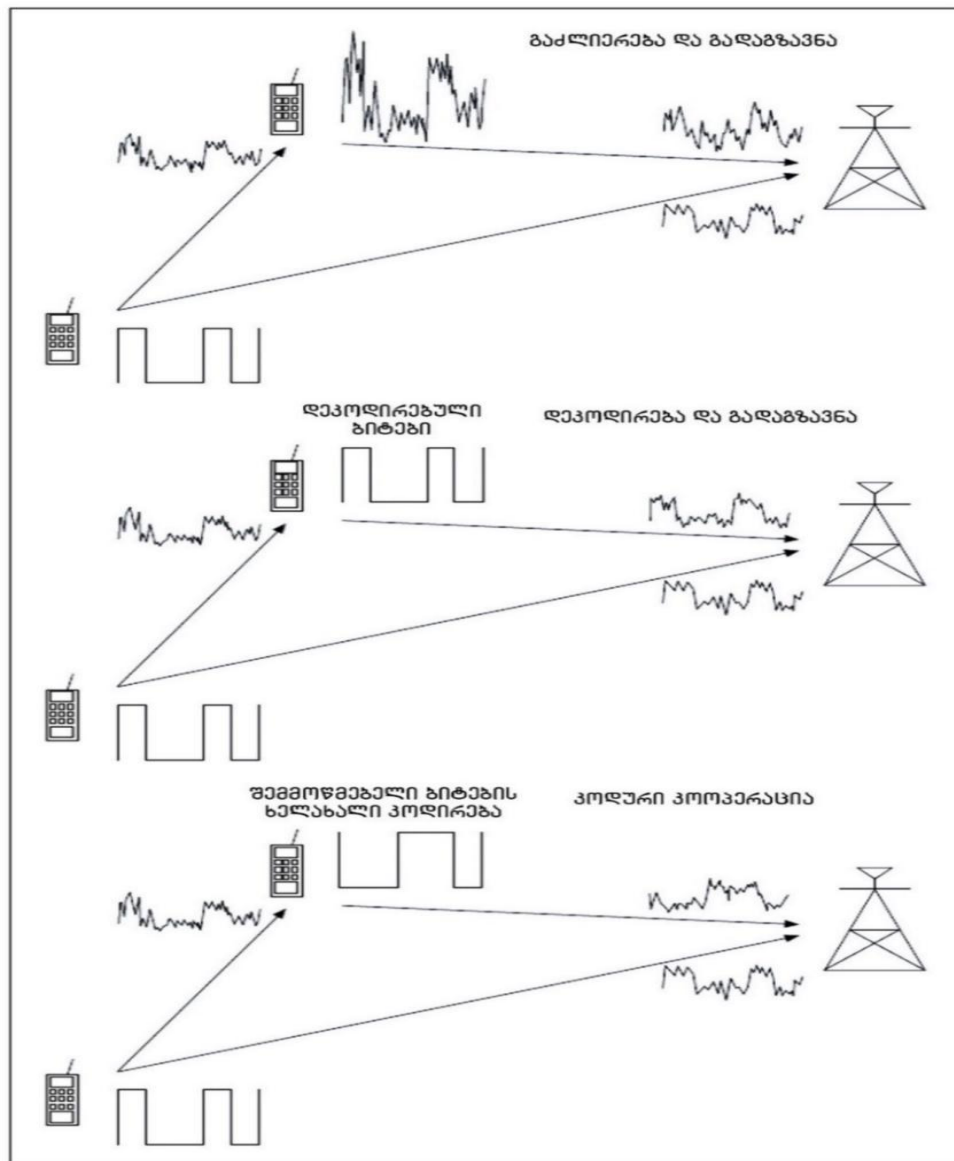 გაძლიერება და გადაგზავნა
დეკოდირებული
ბიტები
დეკოდირება და გადაგზავნა
შემმოწმებელი ბიტების
ხელახალი კოდირება
კოდური კოოპერაცია